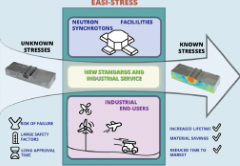 EASI-STRESS
NEUTRON FACILITIES
SYNCHROTONS
UNKNOWN
STRESSES
KNOWN
STRESSES
NEW STANDARDS AND
INDUSTRIAL SERVICE
INDUSTRIAL
END-USERS
RISK OF FAILURE
LARGE SAFETY
FACTORS
LONG APPROVAL
TIME
INCREASED LIFETIME
MATERIAL SAVINGS
REDUCED TIME TO
MARKET